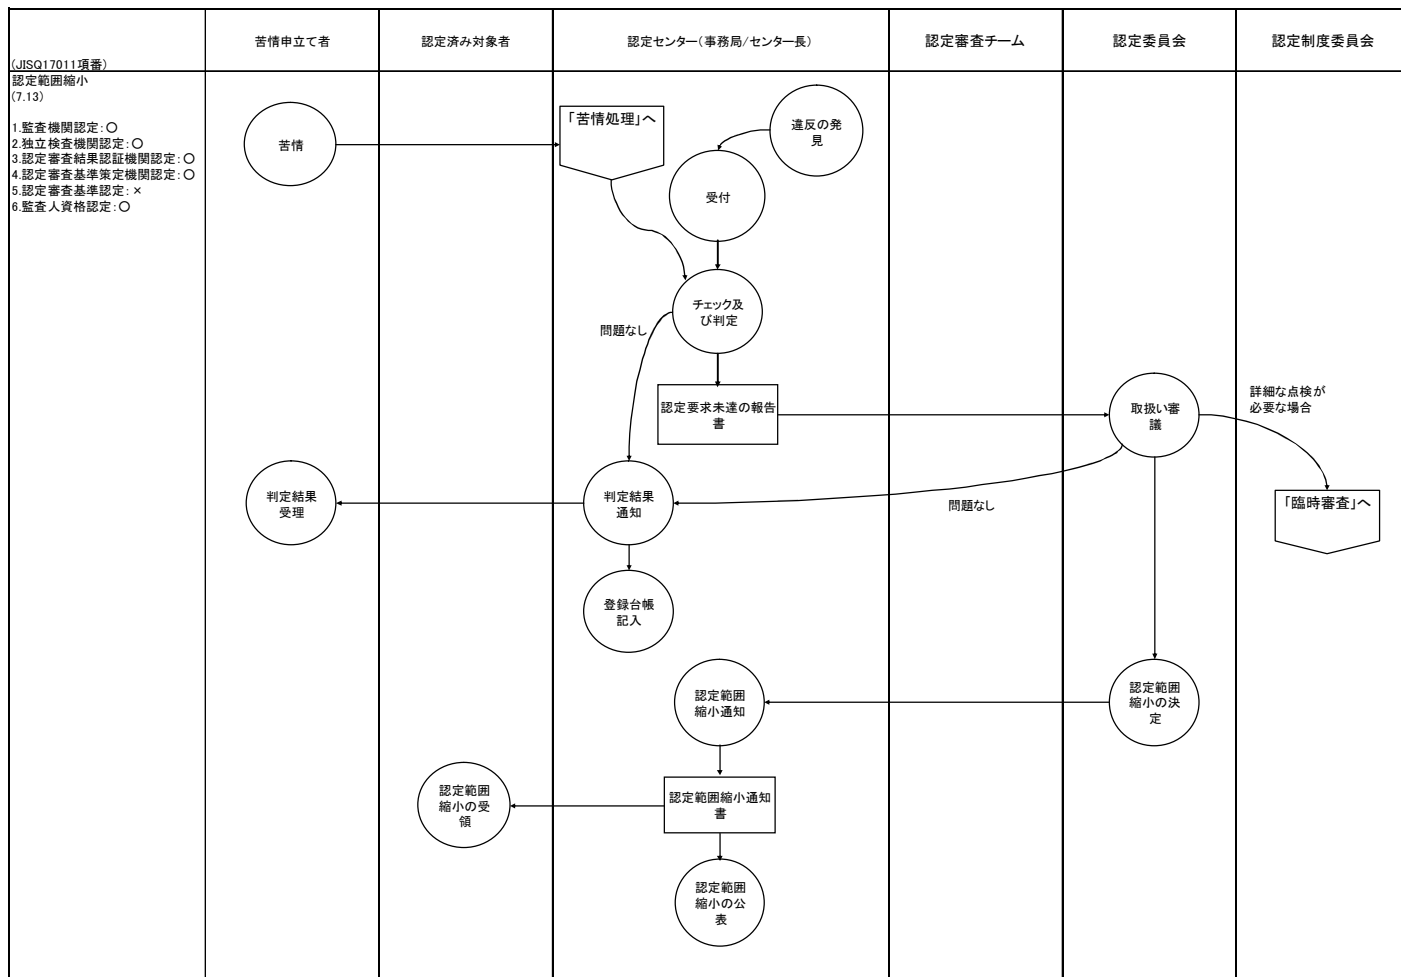 苦情申立て者
認定済み対象者
認定センター(事務局/センター長)
認定審査チーム
認定委員会
認定制度委員会
(JISQ17011項番)
認定範囲縮小
(7.13)
1.監査機関認定:○
2.独立検査機関認定:○
3.認定審査結果認証機関認定:○
4.認定審査基準策定機関認定:○
5.認定審査基準認定:×
6.監査人資格認定:○
苦情
「苦情処理」へ
違反の発
見
受付
チェック及
び判定
問題なし
認定要求未達の報告
書
取扱い審
議
詳細な点検が
必要な場合
判定結果
受理
判定結果
通知
問題なし
「臨時審査」へ
登録台帳
記入
認定範囲
縮小通知
認定範囲
縮小の決
定
認定範囲
縮小の受
領
認定範囲縮小通知
書
認定範囲
縮小の公
表